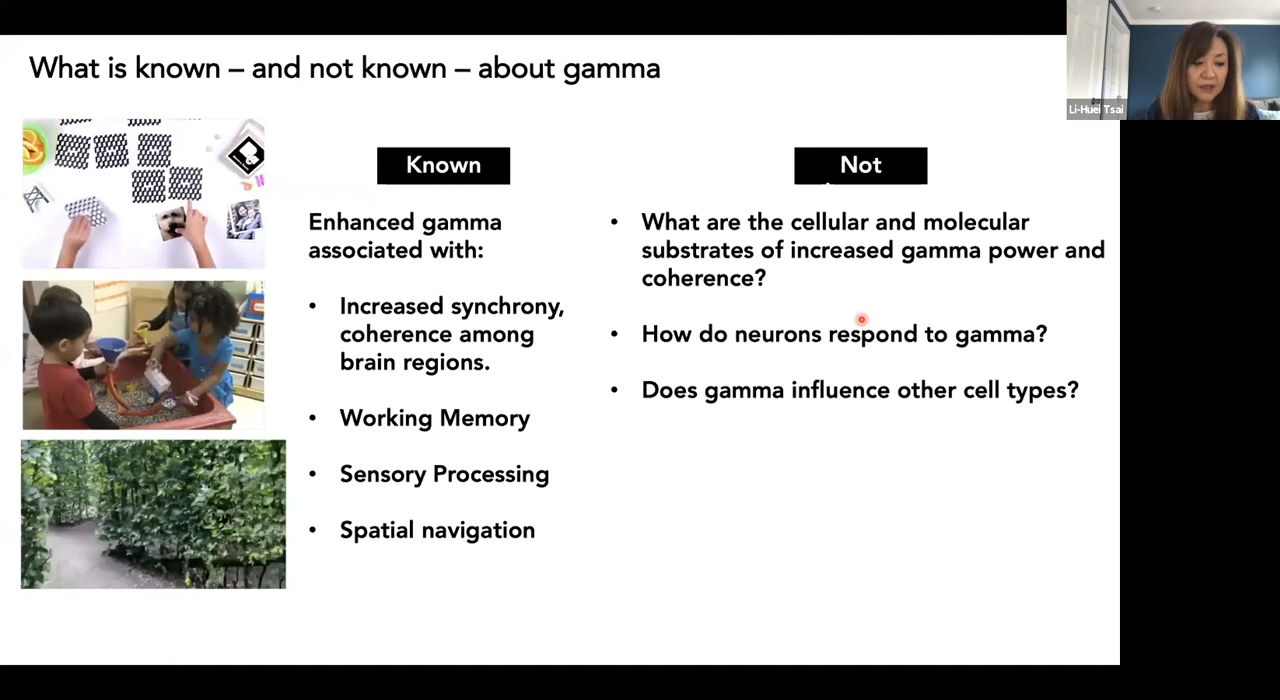 What is known – and not known – about gamma
Li-Huei Tsai
Known
Enhanced gamma
associated with:
• Increased synchrony,
coherence among
brain regions.
• Working Memory
• Sensory Processing
• Spatial navigation
Not
• What are the cellular and molecular
substrates of increased gamma power and
coherence?
• How do neurons respond to gamma?
• Does gamma influence other cell types?